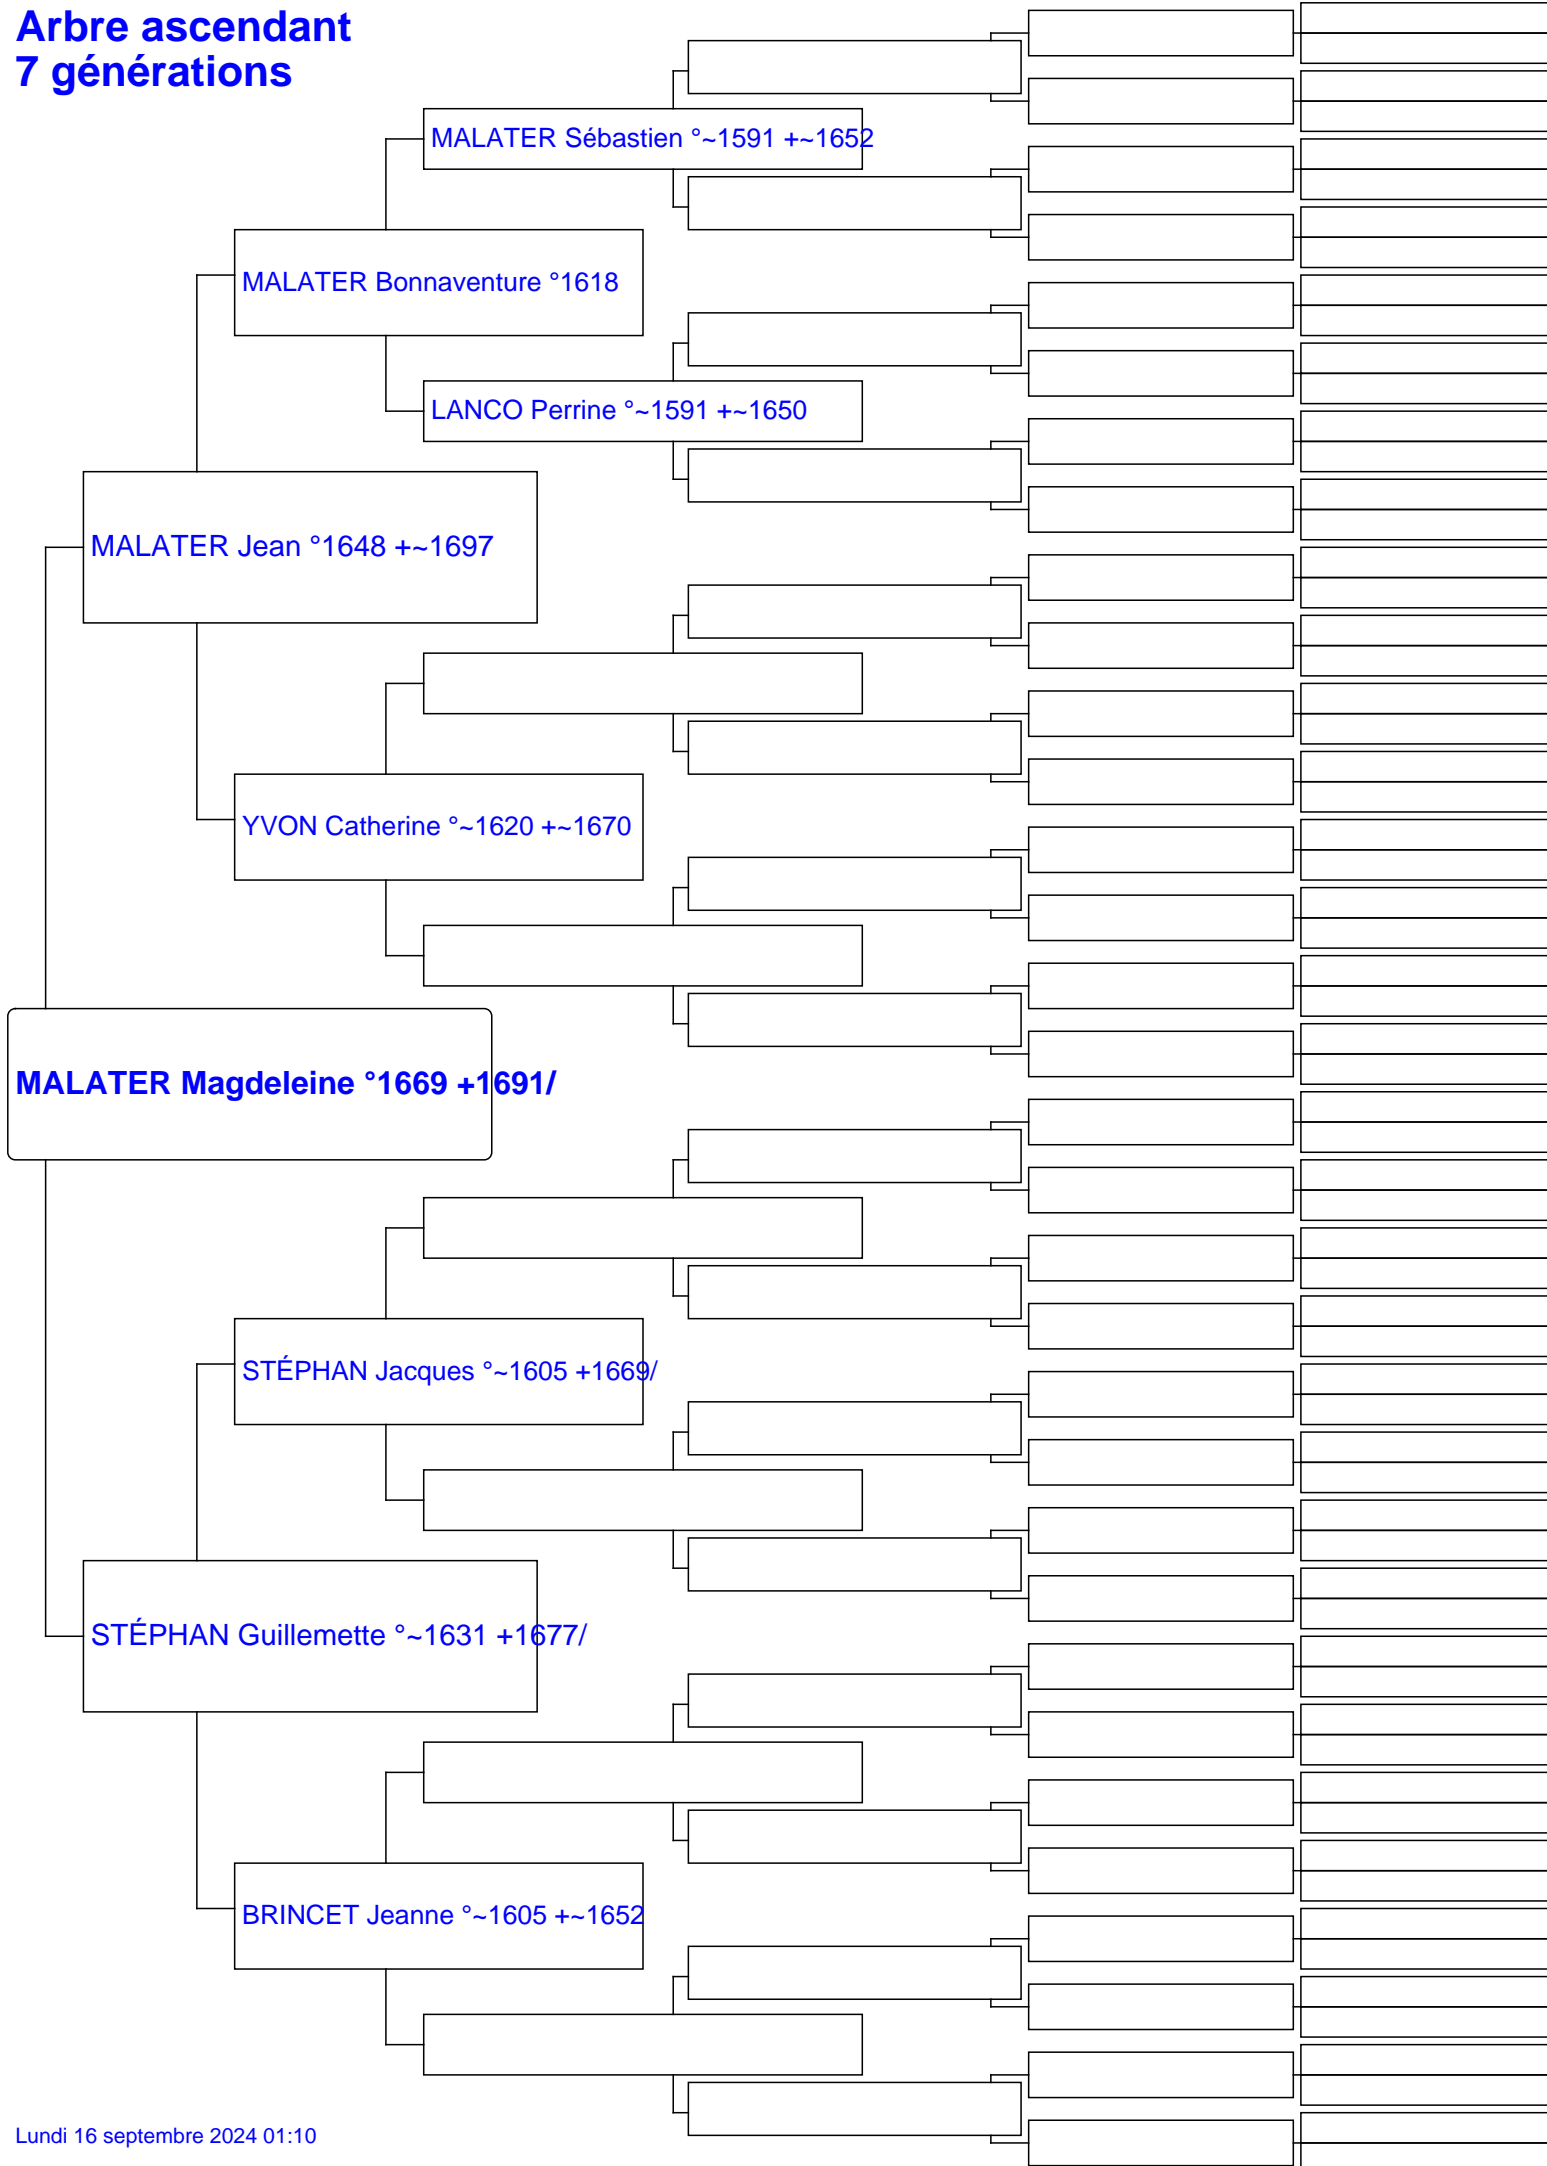 Arbre ascendant
7 générations
MALATER Sébastien °~1591 +~1652
MALATER Bonnaventure °1618
LANCO Perrine °~1591 +~1650
MALATER Jean °1648 +~1697
YVON Catherine °~1620 +~1670
MALATER Magdeleine °1669 +1691/
STÉPHAN Jacques °~1605 +1669/
STÉPHAN Guillemette °~1631 +1677/
BRINCET Jeanne °~1605 +~1652
Lundi 16 septembre 2024 01:10